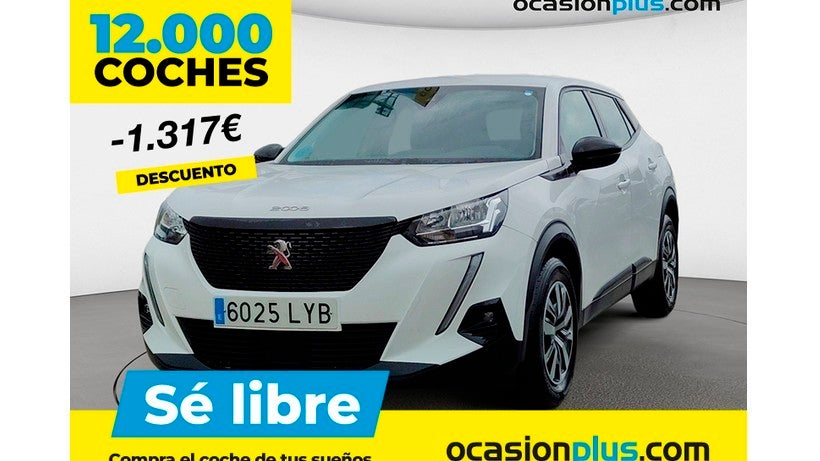 ocasionplus.com
12.000
COCHES
-1.317€
DESCUENTO
2008
6025 LYB
Sé libre
Compra el coche de tus sueños
ocasionplus.com